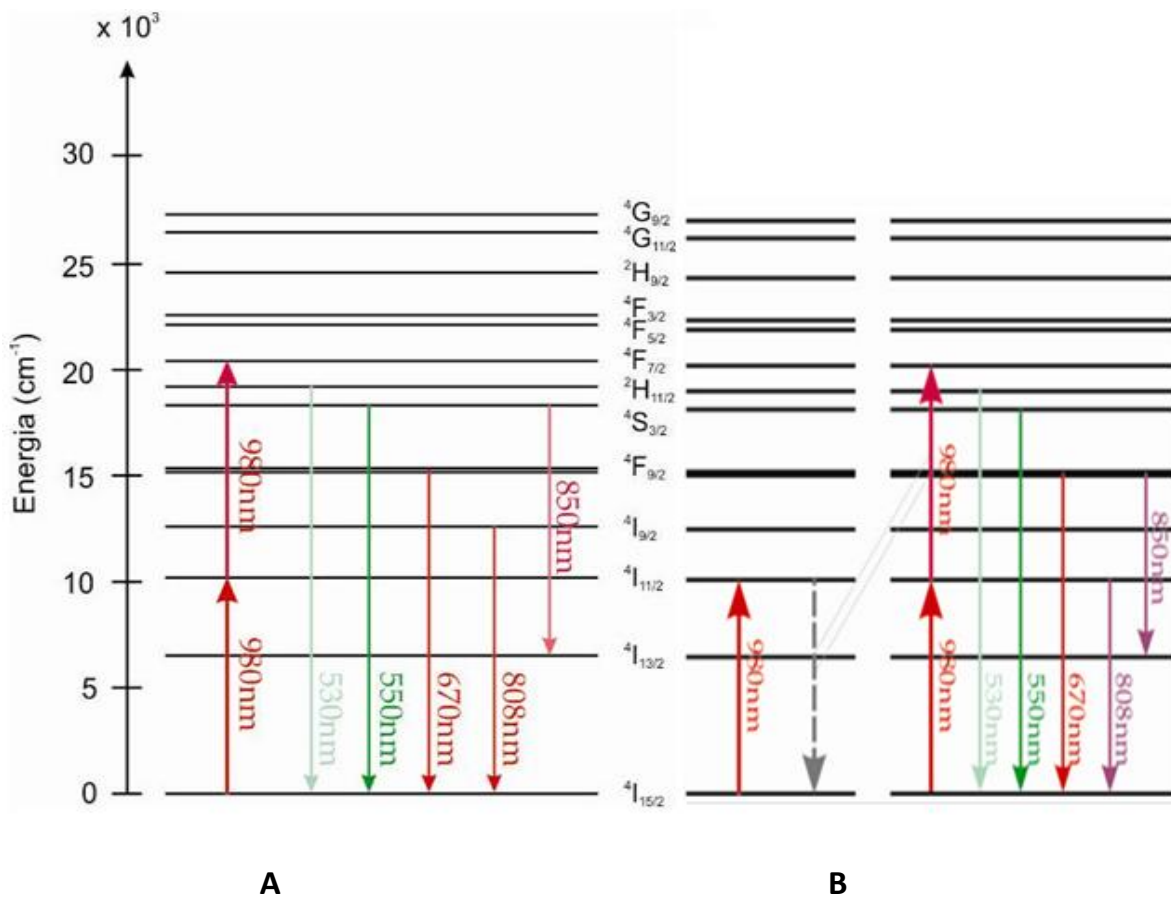 x 10³
30
25
20
15
10
5
0
Energia (cm⁻¹)
980nm
980nm
530nm
550nm
670nm
808nm
850nm
⁴G₉/₂
⁴G₁₁/₂
²H₉/₂
⁴F₃/₂
⁴F₅/₂
⁴F₇/₂
²H₁₁/₂
⁴S₃/₂
⁴F₉/₂
⁴I₉/₂
⁴I₁₁/₂
⁴I₁₃/₂
⁴I₁₅/₂
980nm
980nm
980nm
530nm
550nm
670nm
808nm
850nm
A
B